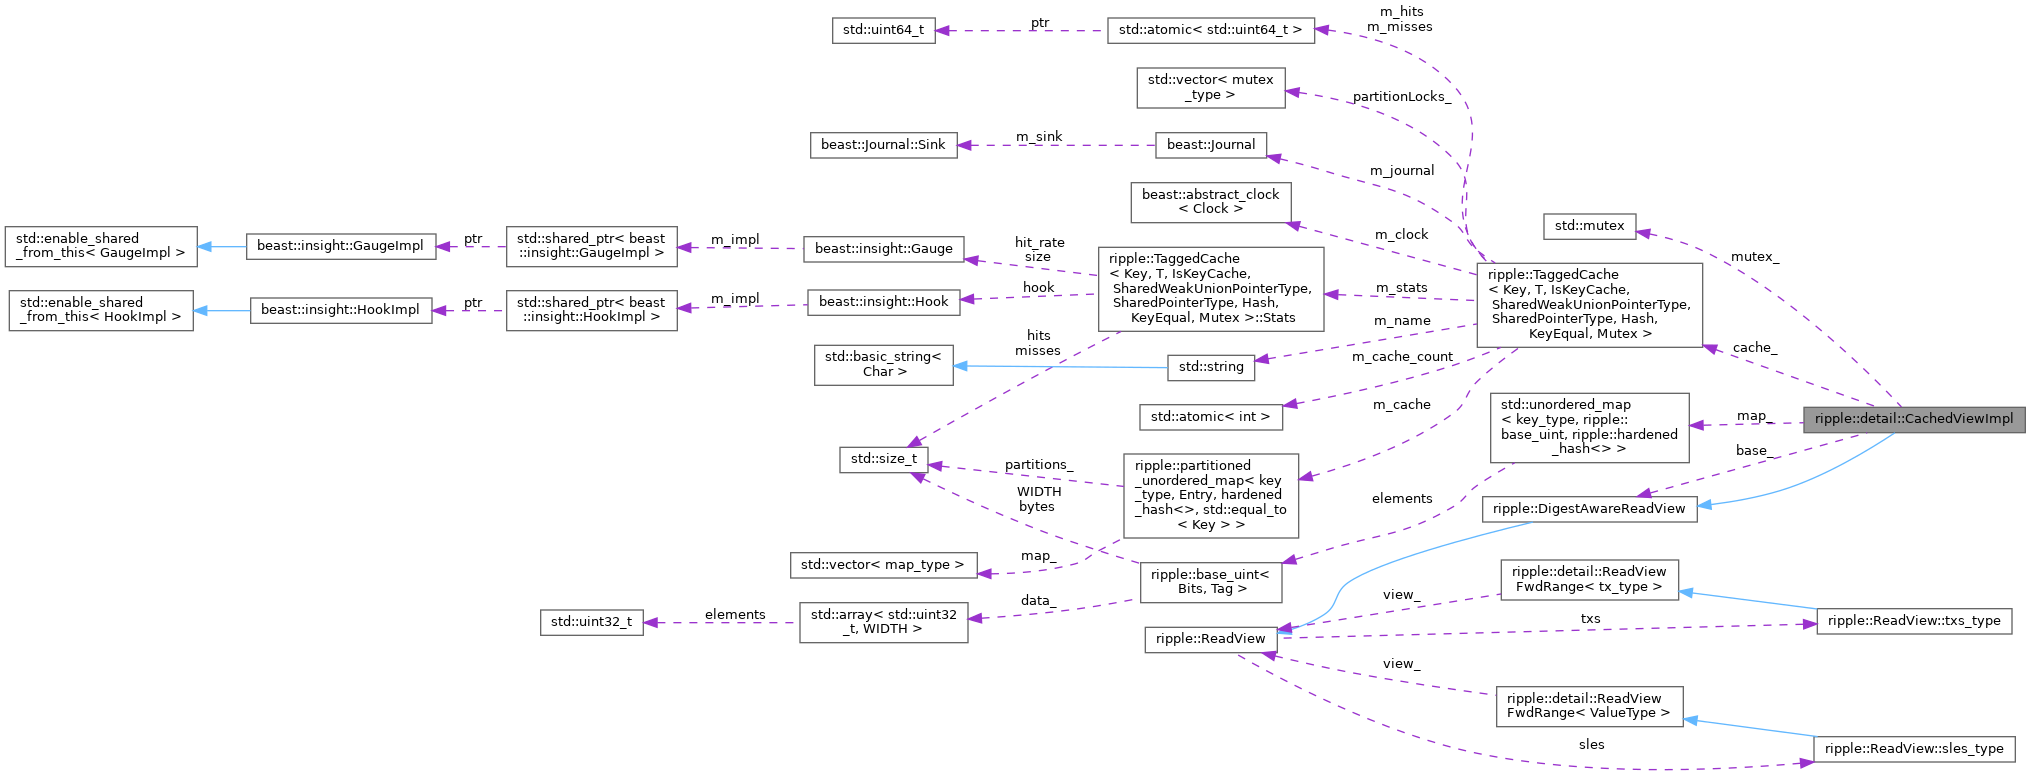 m_hits
m_misses
std::uint64_t
ptr
std::atomic< std::uint64_t >
std::vector< mutex
_type >
partitionLocks_
beast::Journal::Sink
m_sink
beast::Journal
m_journal
beast::abstract_clock
< Clock >
m_clock
std::mutex
mutex_
std::enable_shared
_from_this< GaugeImpl >
beast::insight::GaugeImpl
ptr
std::shared_ptr< beast
::insight::GaugeImpl >
m_impl
beast::insight::Gauge
hit_rate
size
ripple::TaggedCache
< Key, T, IsKeyCache,
SharedWeakUnionPointerType,
SharedPointerType, Hash,
KeyEqual, Mutex >::Stats
m_stats
ripple::TaggedCache
< Key, T, IsKeyCache,
SharedWeakUnionPointerType,
SharedPointerType, Hash,
KeyEqual, Mutex >
std::enable_shared
_from_this< HookImpl >
beast::insight::HookImpl
ptr
std::shared_ptr< beast
::insight::HookImpl >
m_impl
beast::insight::Hook
hook
m_name
cache_
hits
misses
std::basic_string<
Char >
std::string
m_cache_count
std::atomic< int >
m_cache
std::unordered_map
< key_type, ripple::
base_uint, ripple::hardened
_hash<> >
map_
ripple::detail::CachedViewImpl
base_
std::size_t
partitions_
ripple::partitioned
_unordered_map< key
_type, Entry, hardened
_hash<>, std::equal_to
< Key > >
WIDTH
bytes
elements
ripple::DigestAwareReadView
std::vector< map_type >
map_
ripple::base_uint<
Bits, Tag >
ripple::detail::ReadView
FwdRange< tx_type >
view_
std::uint32_t
elements
std::array< std::uint32
_t, WIDTH >
data_
ripple::ReadView
txs
ripple::ReadView::txs_type
view_
ripple::detail::ReadView
FwdRange< ValueType >
sles
ripple::ReadView::sles_type